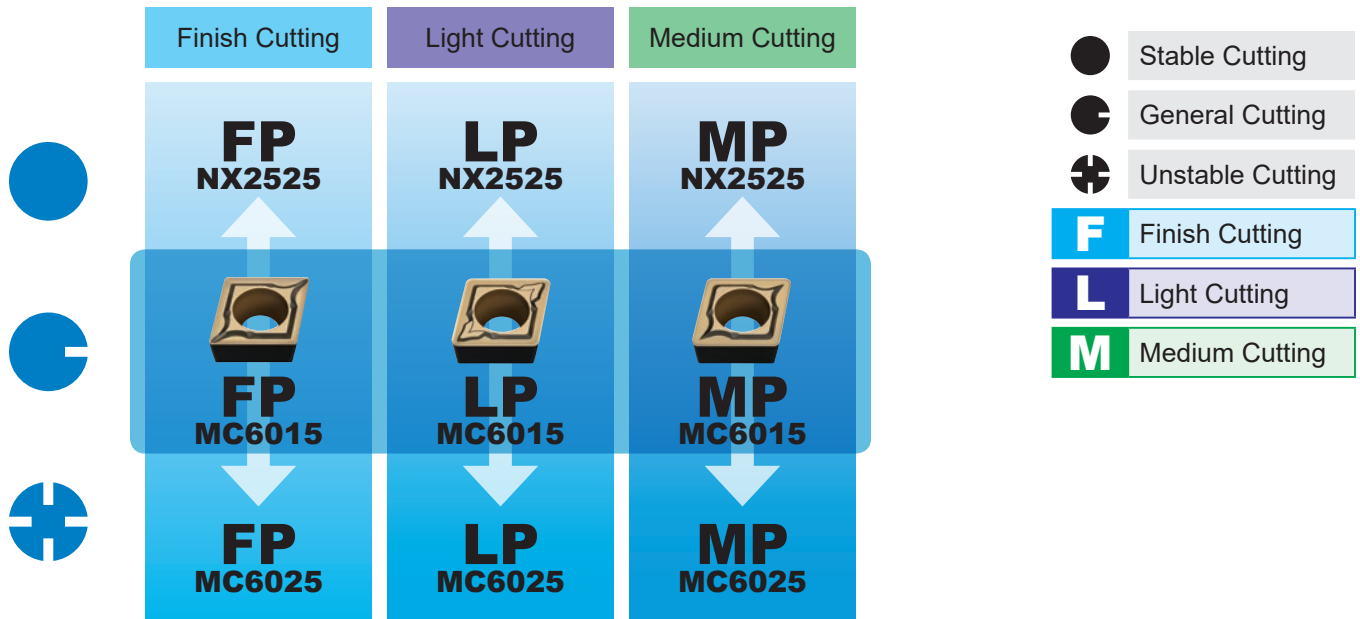 Finish Cutting
Light Cutting
Medium Cutting
FP
NX2525
LP
NX2525
MP
NX2525
FP
MC6015
LP
MC6015
MP
MC6015
FP
MC6025
LP
MC6025
MP
MC6025
Stable Cutting
General Cutting
Unstable Cutting
F Finish Cutting
L Light Cutting
M Medium Cutting